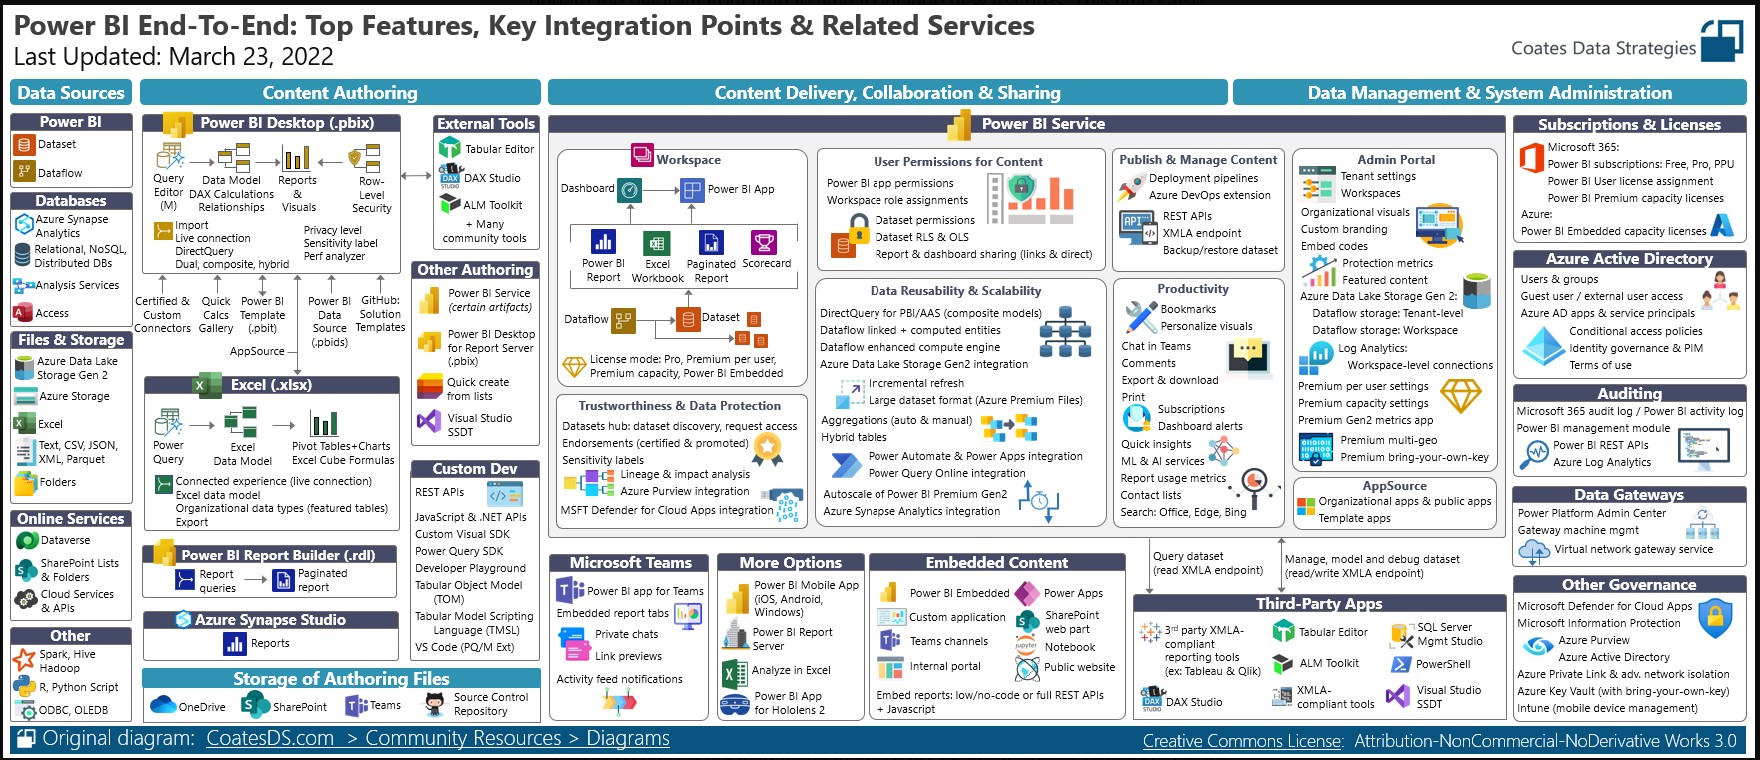 Power BI End-To-End: Top Features, Key Integration Points & Related Services
Last Updated: March 23, 2022
Coates Data Strategies
Data Sources
Content Authoring
Content Delivery, Collaboration & Sharing
Data Management & System Administration
Power BI
Dataset
Dataflow
Databases
Azure Synapse
Analytics
Relational, NoSQL,
Distributed DBs
Analysis Services
Access
Files & Storage
Azure Data Lake
Storage Gen 2
Azure Storage
Excel
Text, CSV, JSON,
XML, Parquet
Folders
Online Services
Dataverse
SharePoint Lists
& Folders
Cloud Services
& APIs
Other
Spark, Hive
Hadoop
R, Python Script
ODBC, OLEDB
Power BI Desktop (.pbix)
Query
Editor
(M)
Data Model
DAX Calculations
Relationships
Reports
&
Visuals
Row-
Level
Security
Import
Live connection
DirectQuery
Dual, composite, hybrid
Privacy level
Sensitivity label
Perf analyzer
Certified &
Custom
Connectors
Quick
Calcs
Gallery
Power BI
Template
(.pbit)
Power BI
Data
Source
(.pbids)
GitHub:
Solution
Templates
AppSource
Excel (.xlsx)
Power
Query
Excel
Data Model
Pivot Tables+Charts
Excel Cube Formulas
Connected experience (live connection)
Excel data model
Organizational data types (featured tables)
Export
Power BI Report Builder (.rdl)
Report
queries
Paginated
report
Azure Synapse Studio
Reports
External Tools
Tabular Editor
DAX
STUDIO
DAX Studio
ALM Toolkit
+ Many
community tools
Other Authoring
Power BI Service
(certain artifacts)
Power BI Desktop
for Report Server
(.pbix)
Quick create
from lists
Visual Studio
SSDT
Custom Dev
REST APIs
JavaScript & .NET APIs
Custom Visual SDK
Power Query SDK
Developer Playground
Tabular Object Model
(TOM)
Tabular Model Scripting
Language (TMSL)
VS Code (PQ/M Ext)
Storage of Authoring Files
OneDrive
SharePoint
Teams
Source Control
Repository
Power BI Service
Workspace
Dashboard
Power BI App
Power BI
Report
Excel
Workbook
Paginated
Report
Scorecard
Dataflow
Dataset
License mode: Pro, Premium per user,
Premium capacity, Power BI Embedded
Trustworthiness & Data Protection
Datasets hub: dataset discovery, request access
Endorsements (certified & promoted)
Sensitivity labels
Lineage & impact analysis
Azure Purview integration
MSFT Defender for Cloud Apps integration
User Permissions for Content
Power BI app permissions
Workspace role assignments
Dataset permissions
Dataset RLS & OLS
Report & dashboard sharing (links & direct)
Data Reusability & Scalability
DirectQuery for PBI/AAS (composite models)
Dataflow linked + computed entities
Dataflow enhanced compute engine
Azure Data Lake Storage Gen2 integration
Incremental refresh
Large dataset format (Azure Premium Files)
Aggregations (auto & manual)
Hybrid tables
Power Automate & Power Apps integration
Power Query Online integration
Autoscale of Power BI Premium Gen2
Azure Synapse Analytics integration
Publish & Manage Content
Deployment pipelines
Azure DevOps extension
API
REST APIs
XMLA endpoint
Backup/restore dataset
Productivity
Bookmarks
Personalize visuals
Chat in Teams
Comments
Export & download
Print
Subscriptions
Dashboard alerts
Quick insights
ML & AI services
Report usage metrics
Contact lists
Search: Office, Edge, Bing
Admin Portal
Tenant settings
Workspaces
Organizational visuals
Custom branding
Embed codes
Protection metrics
Featured content
Azure Data Lake Storage Gen 2:
Dataflow storage: Tenant-level
Dataflow storage: Workspace
Log Analytics:
Workspace-level connections
Premium per user settings
Premium capacity settings
Premium Gen2 metrics app
Premium multi-geo
Premium bring-your-own-key
AppSource
Organizational apps & public apps
Template apps
Microsoft Teams
Power BI app for Teams
Embedded report tabs
Private chats
Link previews
Activity feed notifications
More Options
Power BI Mobile App
(iOS, Android,
Windows)
Power BI Report
Server
Analyze in Excel
Power BI App
for Hololens 2
Embedded Content
Power BI Embedded
Custom application
Teams channels
Internal portal
Power Apps
SharePoint
web part
jupyter
Notebook
Public website
Embed reports: low/no-code or full REST APIs
+ Javascript
Query dataset
(read XMLA endpoint)
Manage, model and debug dataset
(read/write XMLA endpoint)
Third-Party Apps
3rd party XMLA-
compliant
reporting tools
(ex: Tableau & Qlik)
DAX
STUDIO
DAX Studio
Tabular Editor
ALM Toolkit
XMLA-
compliant tools
SQL Server
Mgmt Studio
PowerShell
Visual Studio
SSDT
Subscriptions & Licenses
Microsoft 365:
Power BI subscriptions: Free, Pro, PPU
Power BI User license assignment
Power BI Premium capacity licenses
Azure:
Power BI Embedded capacity licenses
Azure Active Directory
Users & groups
Guest user / external user access
Azure AD apps & service principals
Conditional access policies
Identity governance & PIM
Terms of use
Auditing
Microsoft 365 audit log / Power BI activity log
Power BI management module
Power BI REST APIs
Azure Log Analytics
Data Gateways
Power Platform Admin Center
Gateway machine mgmt
Virtual network gateway service
Other Governance
Microsoft Defender for Cloud Apps
Microsoft Information Protection
Azure Purview
Azure Active Directory
Azure Private Link & adv. network isolation
Azure Key Vault (with bring-your-own-key)
Intune (mobile device management)
Original diagram: CoatesDS.com > Community Resources > Diagrams
Creative Commons License: Attribution-NonCommercial-NoDerivative Works 3.0